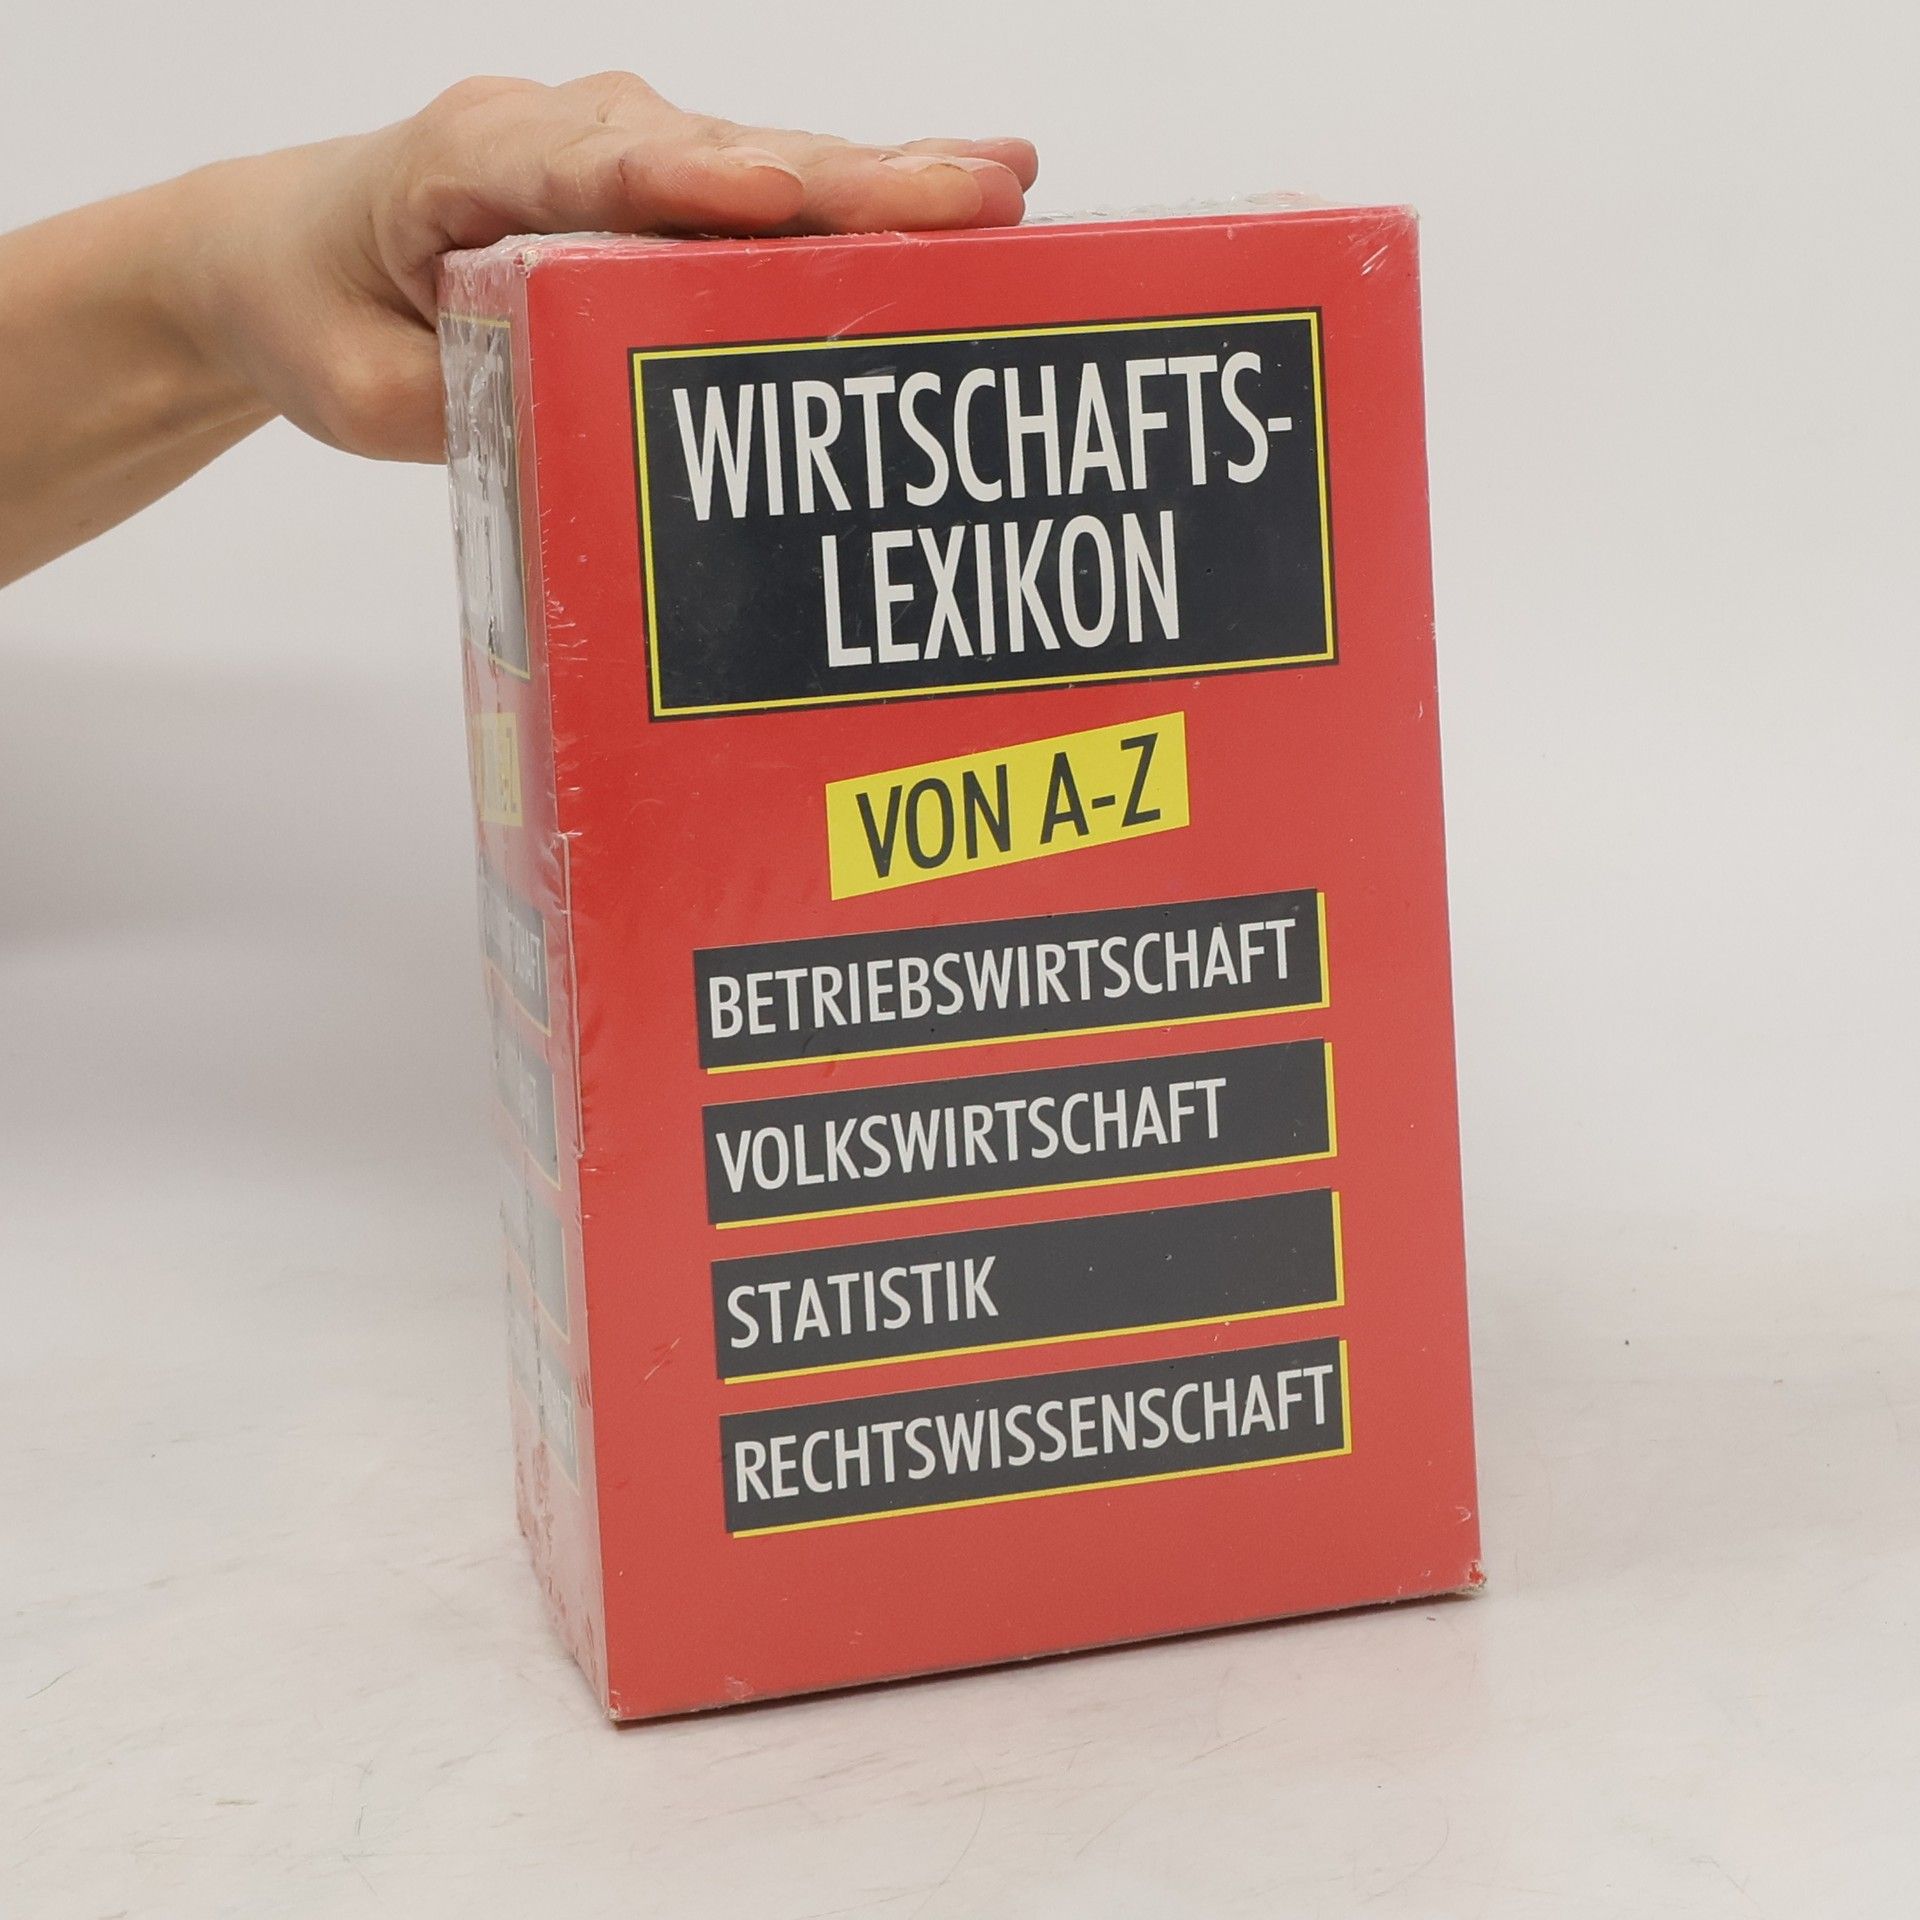 WIRTSCHAFTS-
LEXIKON
VON A-Z
BETRIEBSWIRTSCHAFT
VOLKSWIRTSCHAFT
STATISTIK
RECHTSWISSENSCHAFT